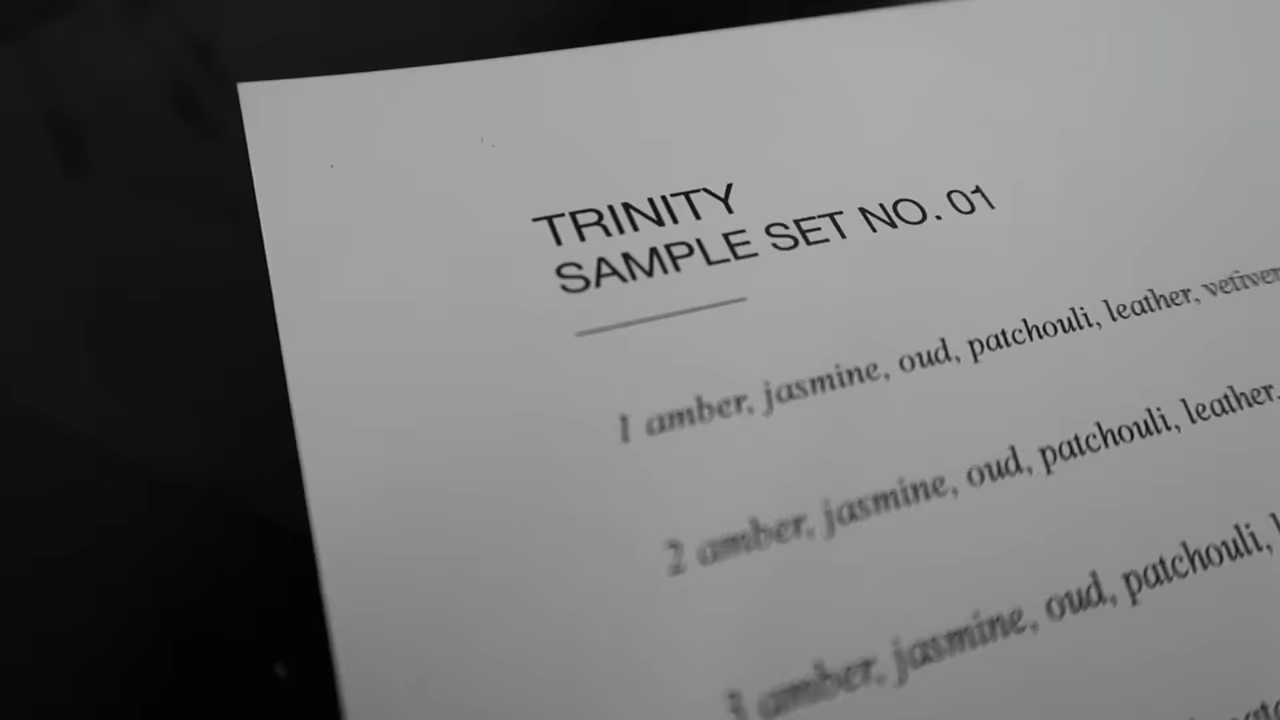 TRINITY
SAMPLE SET NO. 01
1 amber, jasmine, oud, patchouli, leather, vetiver
2 amber, jasmine, oud, patchouli, leather,
3 amber, jasmine, oud, patchouli,